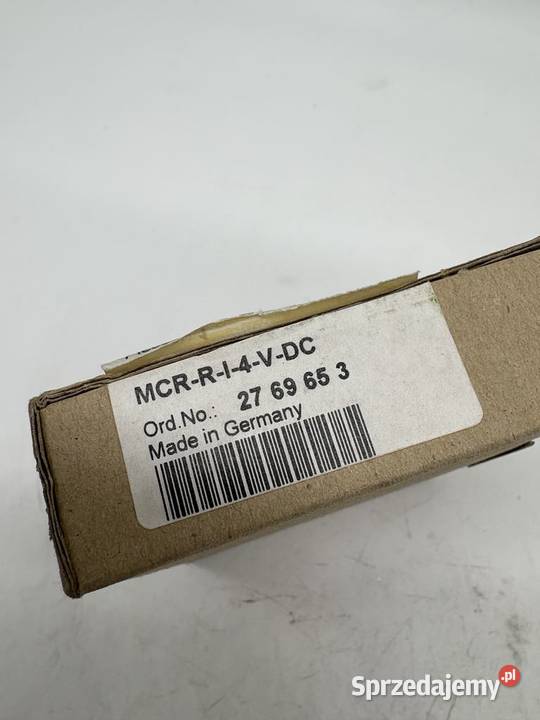 MCR-R-I-4-V-DC
Ord.No.: 27 69 65 3
Made in Germany
Sprzedajemy.pl